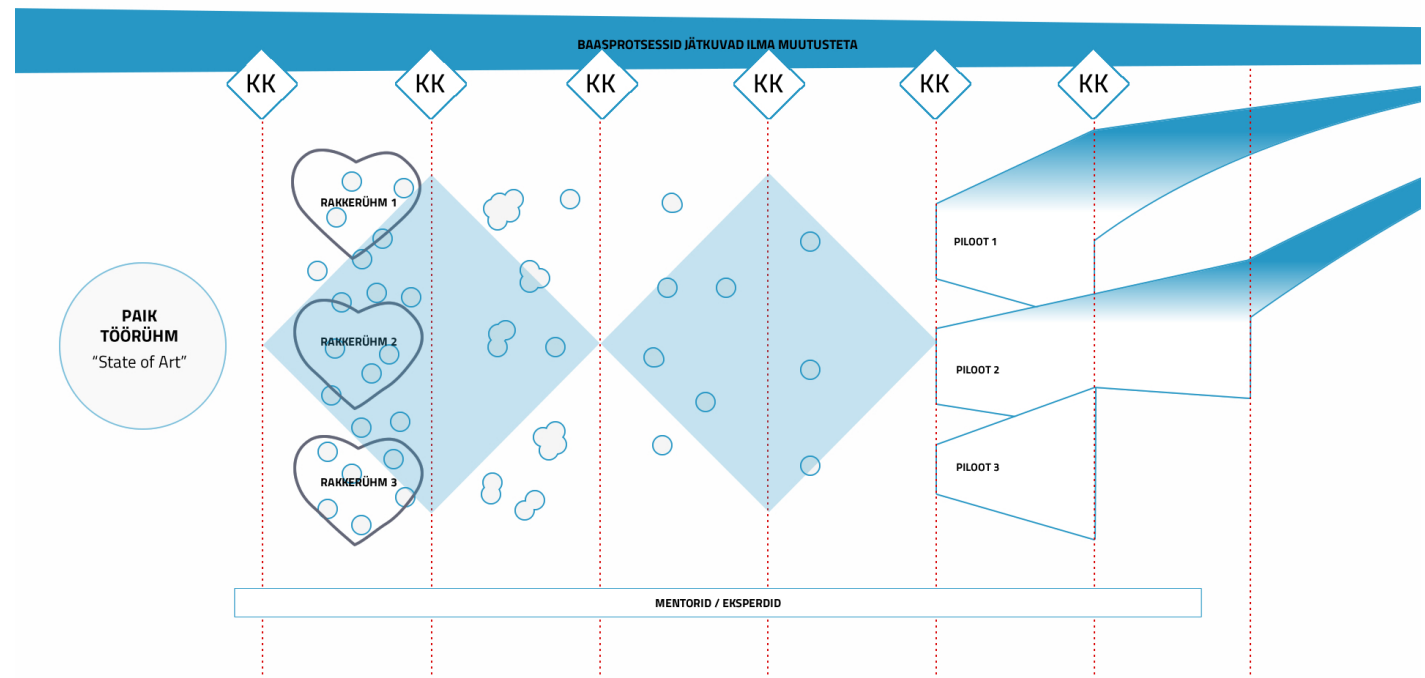 BAASPROTSESSID JÄTKUVAD ILMA MUUTUSTETA
KK KK KK KK KK KK
RAKKERÜHM 1
PILOOT 1
PAIK
TÖÖRÜHM
“State of Art”
RAKKERÜHM 2
PILOOT 2
RAKKERÜHM 3
PILOOT 3
MENTORID / EKSPERDID